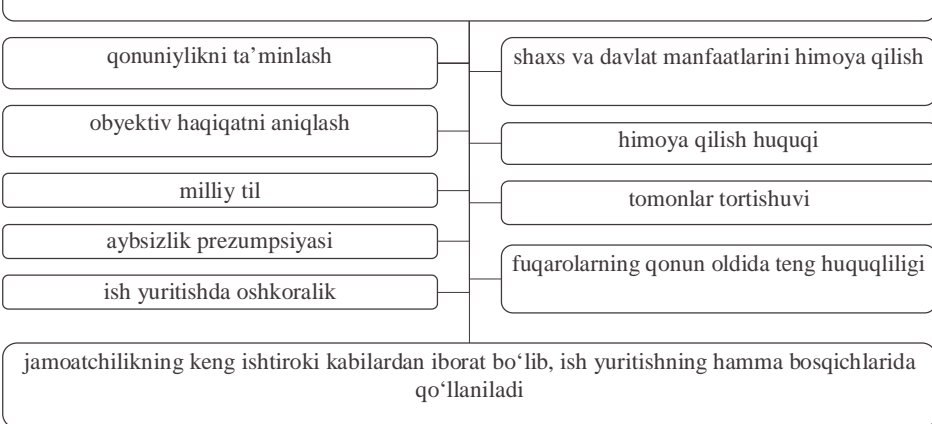 qonuniylikni ta’minlash
shaxs va davlat manfaatlarini himoya qilish
obyektiv haqiqatni aniqlash
himoya qilish huquqi
milliy til
tomonlar tortishuvi
aybsizlik prezumpsiyasi
fuqarolarning qonun oldida teng huquqliligi
ish yuritishda oshkoralik
jamoatchilikning keng ishtiroki kabilardan iborat bo‘lib, ish yuritishning hamma bosqichlarida
qo‘llaniladi